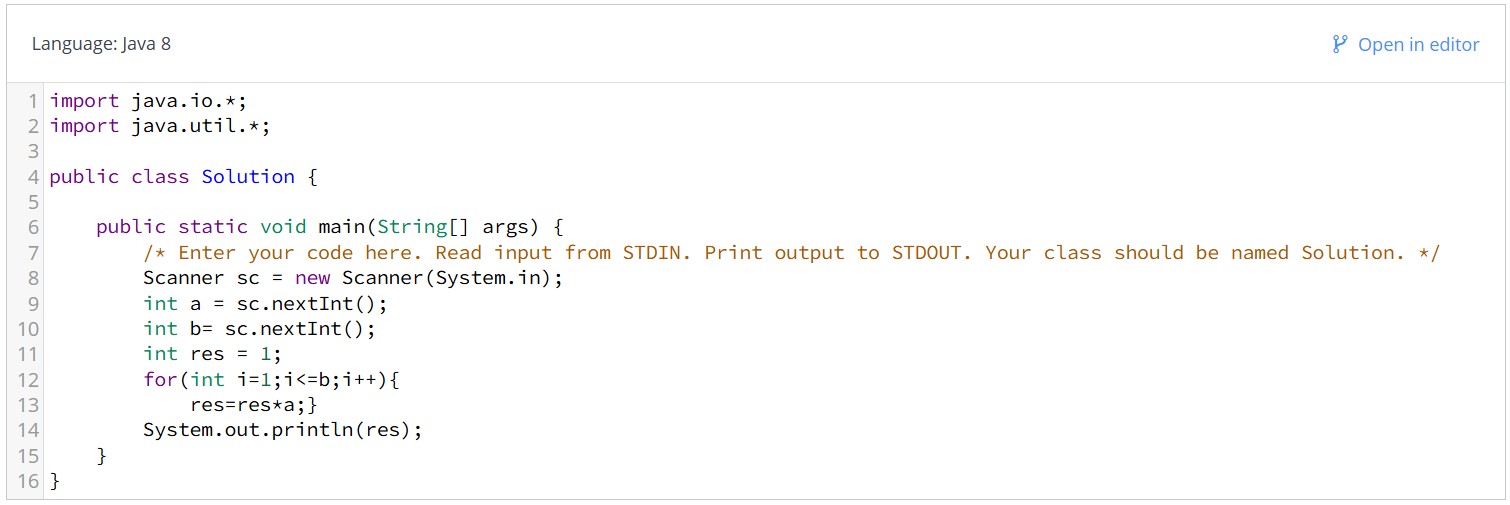 Language: Java 8
Open in editor
1 import java.io.*;
2 import java.util.*;
3
4 public class Solution {
5
6     public static void main(String[] args) {
7         /* Enter your code here. Read input from STDIN. Print output to STDOUT. Your class should be named Solution. */
8         Scanner sc = new Scanner(System.in);
9         int a = sc.nextInt();
10         int b= sc.nextInt();
11         int res = 1;
12         for(int i=1;i<=b;i++){
13             res=res*a;}
14         System.out.println(res);
15     }
16 }